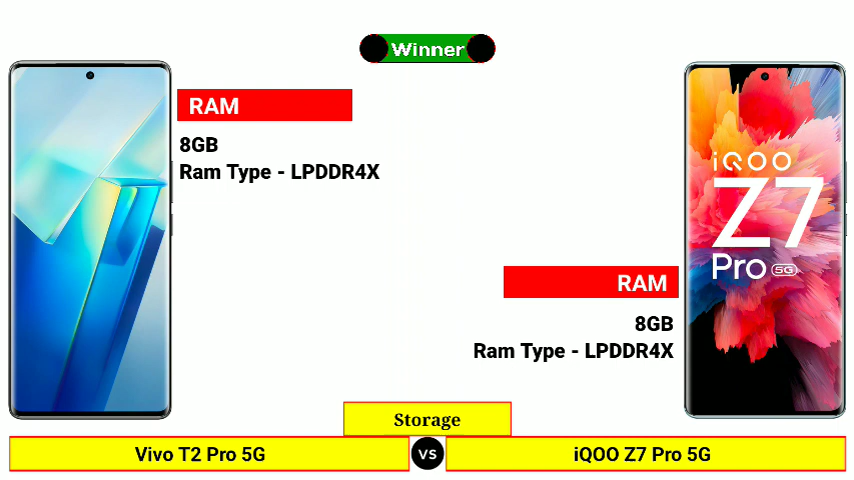 Winner
RAM
8GB
Ram Type - LPDDR4X
iQOO
Z7
Pro 5G
RAM
8GB
Ram Type - LPDDR4X
Storage
Vivo T2 Pro 5G
VS
iQOO Z7 Pro 5G